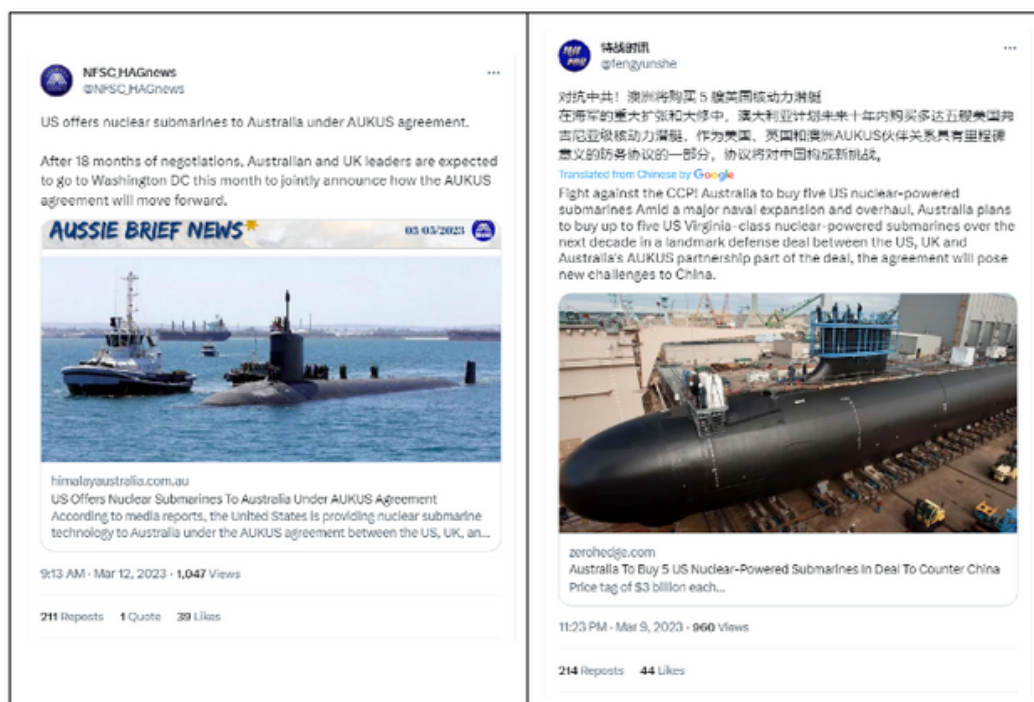 NFSC_HAGnews
@NFSC_HAGnews
US offers nuclear submarines to Australia under AUKUS agreement.
After 18 months of negotiations, Australian and UK leaders are expected
to go to Washington DC this month to jointly announce how the AUKUS
agreement will move forward.
AUSSIE BRIEF NEWS
03/03/2023
himalayaustralia.com.au
US Offers Nuclear Submarines To Australia Under AUKUS Agreement
According to media reports, the United States is providing nuclear submarine
technology to Australia under the AUKUS agreement between the US, UK, an...
9:13 AM · Mar 12, 2023 · 1,047 Views
211 Reposts 1 Quote 39 Likes
@fengyunshe
对抗中共！澳洲将购买 5 艘美国核动力潜艇
在海军的重大扩张和大修中，澳大利亚计划未来十年内购买多达五艘美国弗
吉尼亚级核动力潜艇，作为美国、英国和澳洲AUKUS伙伴关系具有里程碑
意义的防务协议的一部分，协议将对中国构成新挑战。
Translated from Chinese by Google
Fight against the CCP! Australia to buy five US nuclear-powered
submarines Amid a major naval expansion and overhaul, Australia plans
to buy up to five US Virginia-class nuclear-powered submarines over the
next decade in a landmark defense deal between the US, UK and
Australia's AUKUS partnership part of the deal, the agreement will pose
new challenges to China.
zerohedge.com
Australia To Buy 5 US Nuclear-Powered Submarines In Deal To Counter China
Price tag of $3 billion each...
11:23 PM · Mar 9, 2023 · 960 Views
214 Reposts 44 Likes